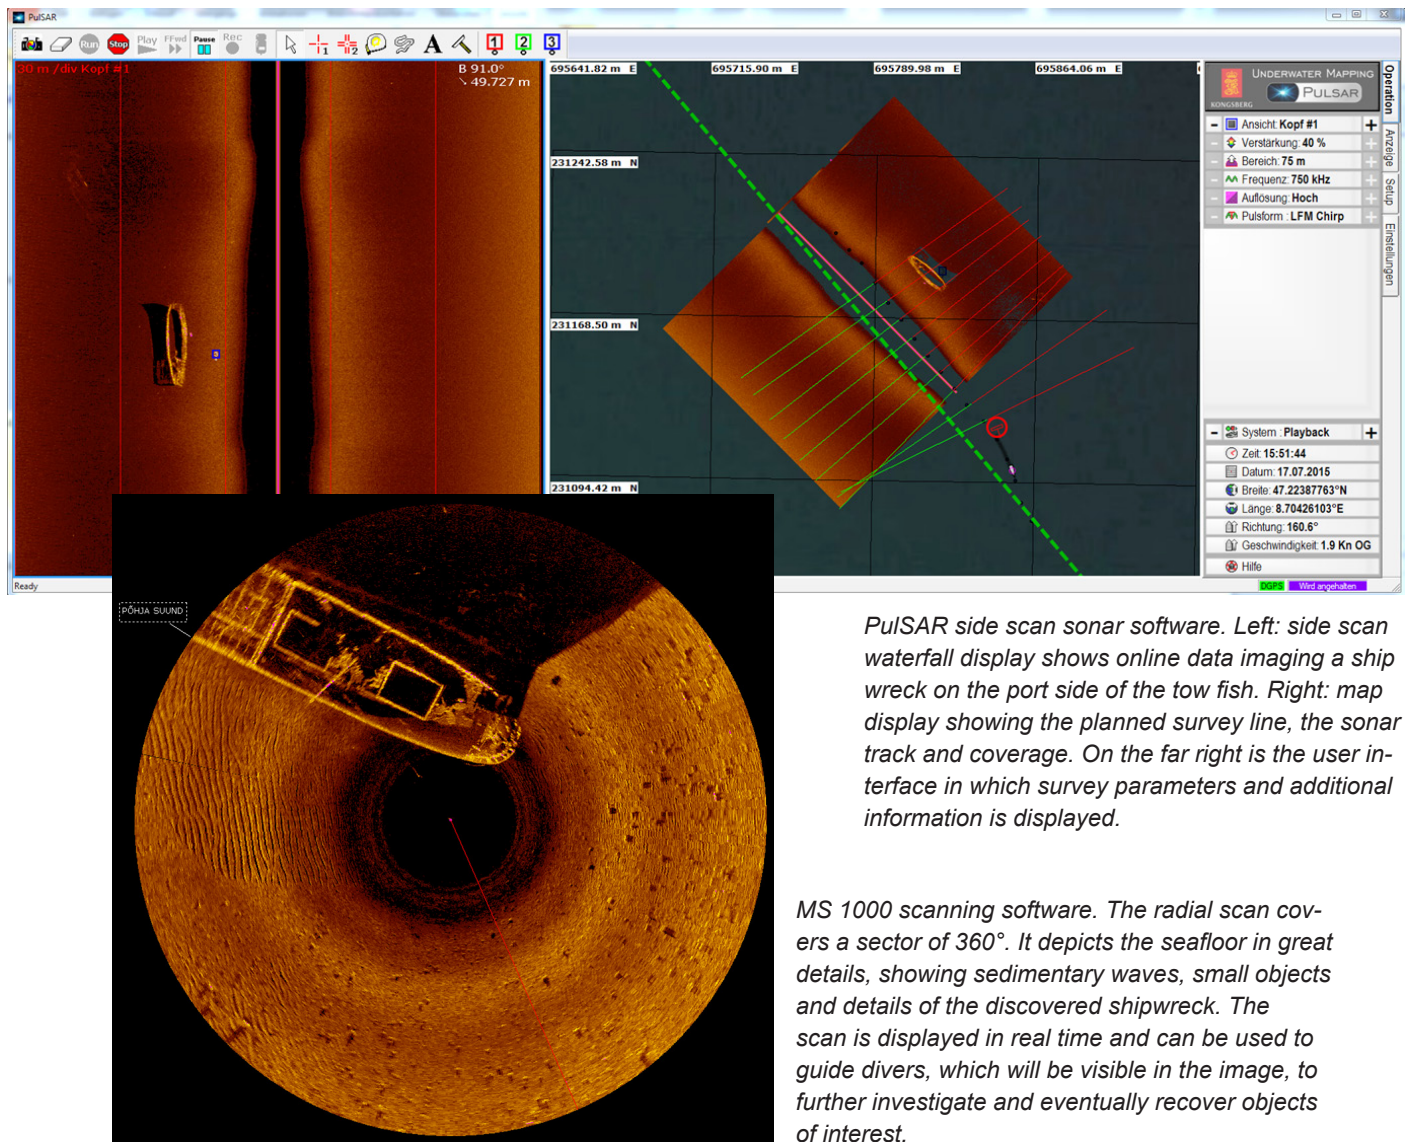 PulSAR
Run Stop Play FFwd Pause Rec
1 2 A 1 2 3
30 m /div Kopf #1
B 91.0°
↘ 49.727 m
695641.82 m E 695715.90 m E 695789.98 m E 695864.06 m E
231242.58 m N
231168.50 m N
231094.42 m N
UNDERWATER MAPPING
PULSAR
KONGSBERG
Operation
Anzeige
Setup
Einstellungen
Ansicht: Kopf #1
Verstärkung: 40 %
Bereich: 75 m
Frequenz: 750 kHz
Auflösung: Hoch
Pulsform : LFM Chirp
System : Playback
Zeit: 15:51:44
Datum: 17.07.2015
Breite: 47.22387763°N
Länge: 8.70426103°E
Richtung: 160.6°
Geschwindigkeit: 1.9 Kn OG
Hilfe
Ready
DGPS Wird angehalten
PÕHJA SUUND
PulSAR side scan sonar software. Left: side scan
waterfall display shows online data imaging a ship
wreck on the port side of the tow fish. Right: map
display showing the planned survey line, the sonar
track and coverage. On the far right is the user in-
terface in which survey parameters and additional
information is displayed.
MS 1000 scanning software. The radial scan cov-
ers a sector of 360°. It depicts the seafloor in great
details, showing sedimentary waves, small objects
and details of the discovered shipwreck. The
scan is displayed in real time and can be used to
guide divers, which will be visible in the image, to
further investigate and eventually recover objects
of interest.